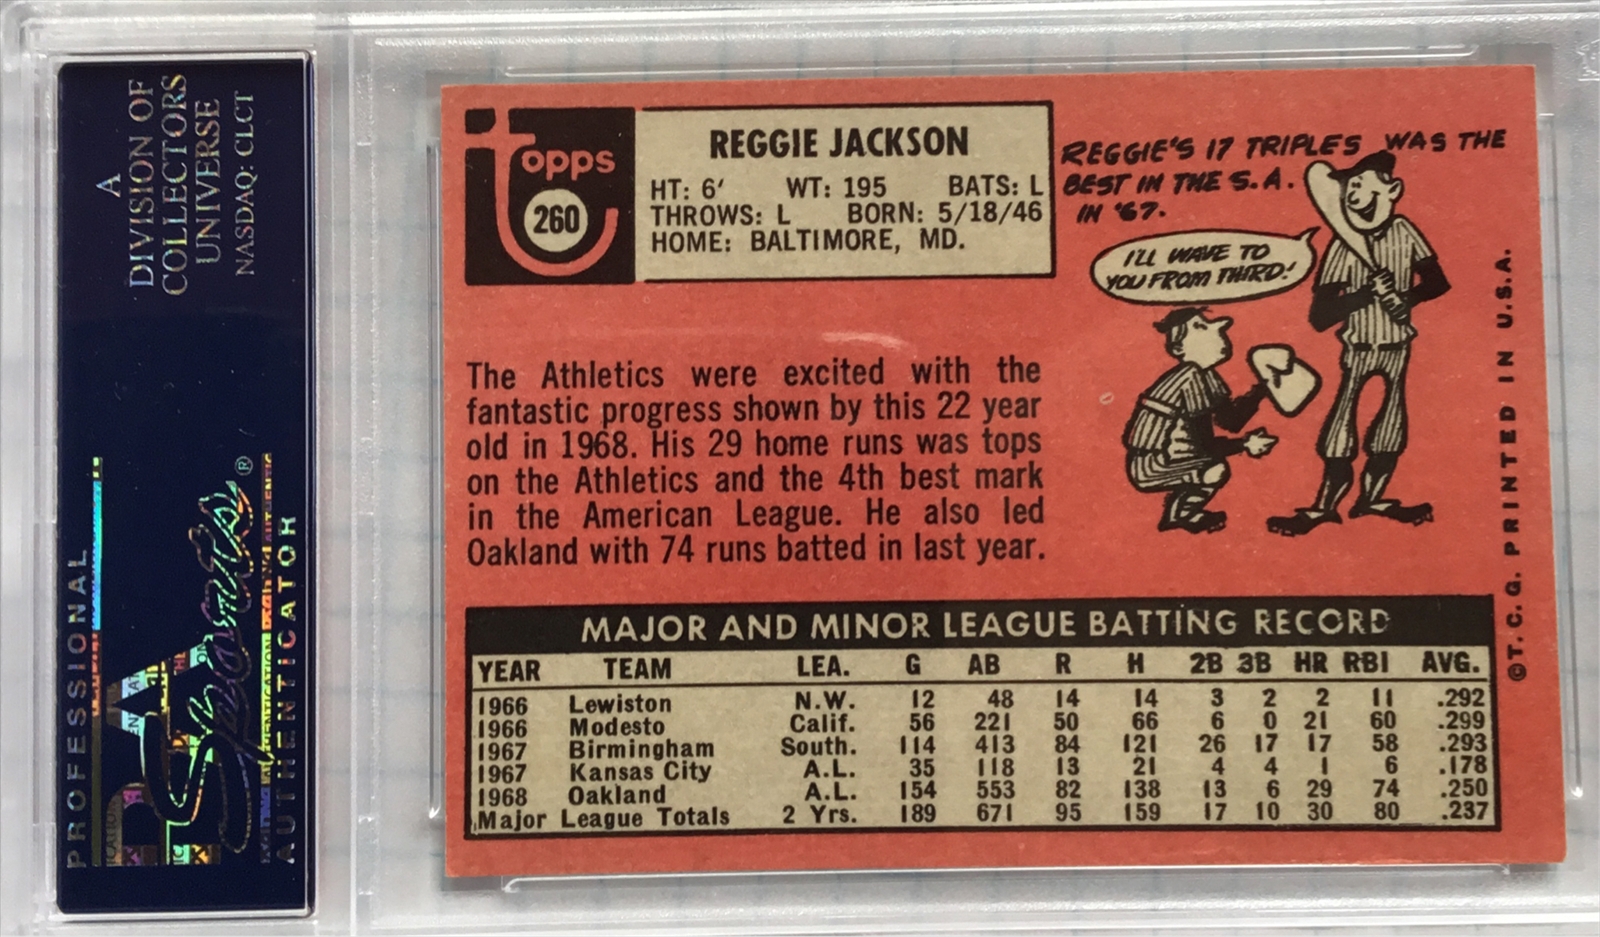 A
DIVISION OF
COLLECTORS
UNIVERSE
NASDAQ: CLCT
PROFESSIONAL
PSA
Sports ®
AUTHENTICATOR
topps
260
REGGIE JACKSON
HT: 6' WT: 195 BATS: L
THROWS: L BORN: 5/18/46
HOME: BALTIMORE, MD.
REGGIE'S 17 TRIPLES WAS THE
BEST IN THE S.A.
IN '67.
I'LL WAVE TO
YOU FROM THIRD!
The Athletics were excited with the
fantastic progress shown by this 22 year
old in 1968. His 29 home runs was tops
on the Athletics and the 4th best mark
in the American League. He also led
Oakland with 74 runs batted in last year.
MAJOR AND MINOR LEAGUE BATTING RECORD
YEAR TEAM LEA. G AB R H 2B 3B HR RBI AVG.
1966 Lewiston N.W. 12 48 14 14 3 2 2 11 .292
1966 Modesto Calif. 56 221 50 66 6 0 21 60 .299
1967 Birmingham South. 114 413 84 121 26 17 17 58 .293
1967 Kansas City A.L. 35 118 13 21 4 4 1 6 .178
1968 Oakland A.L. 154 553 82 138 13 6 29 74 .250
Major League Totals 2 Yrs. 189 671 95 159 17 10 30 80 .237
©T.C.G. PRINTED IN U.S.A.